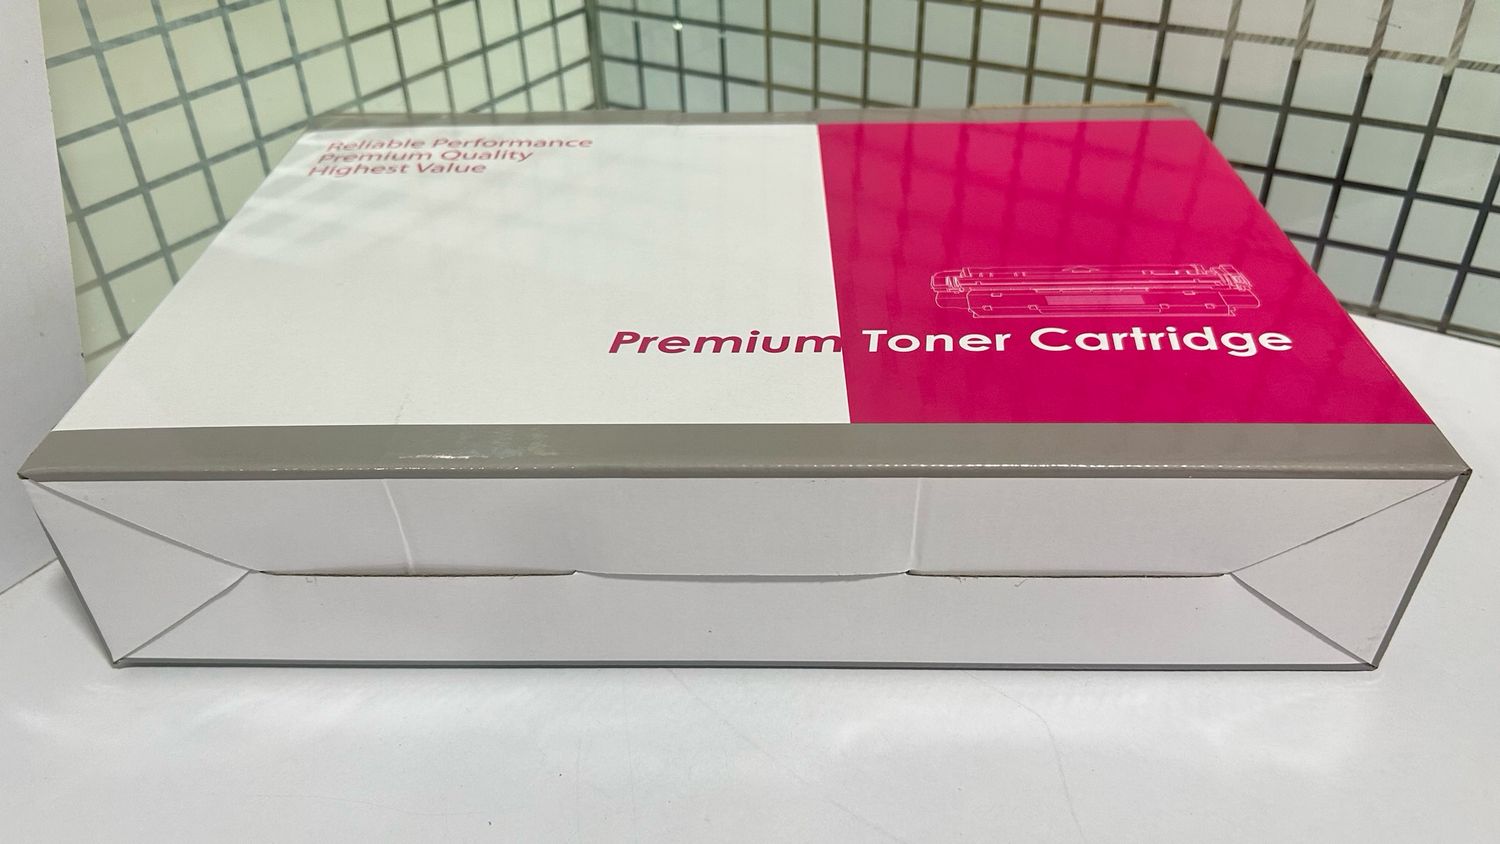 Reliable Performance
Premium Quality
Highest Value
Premium Toner Cartridge